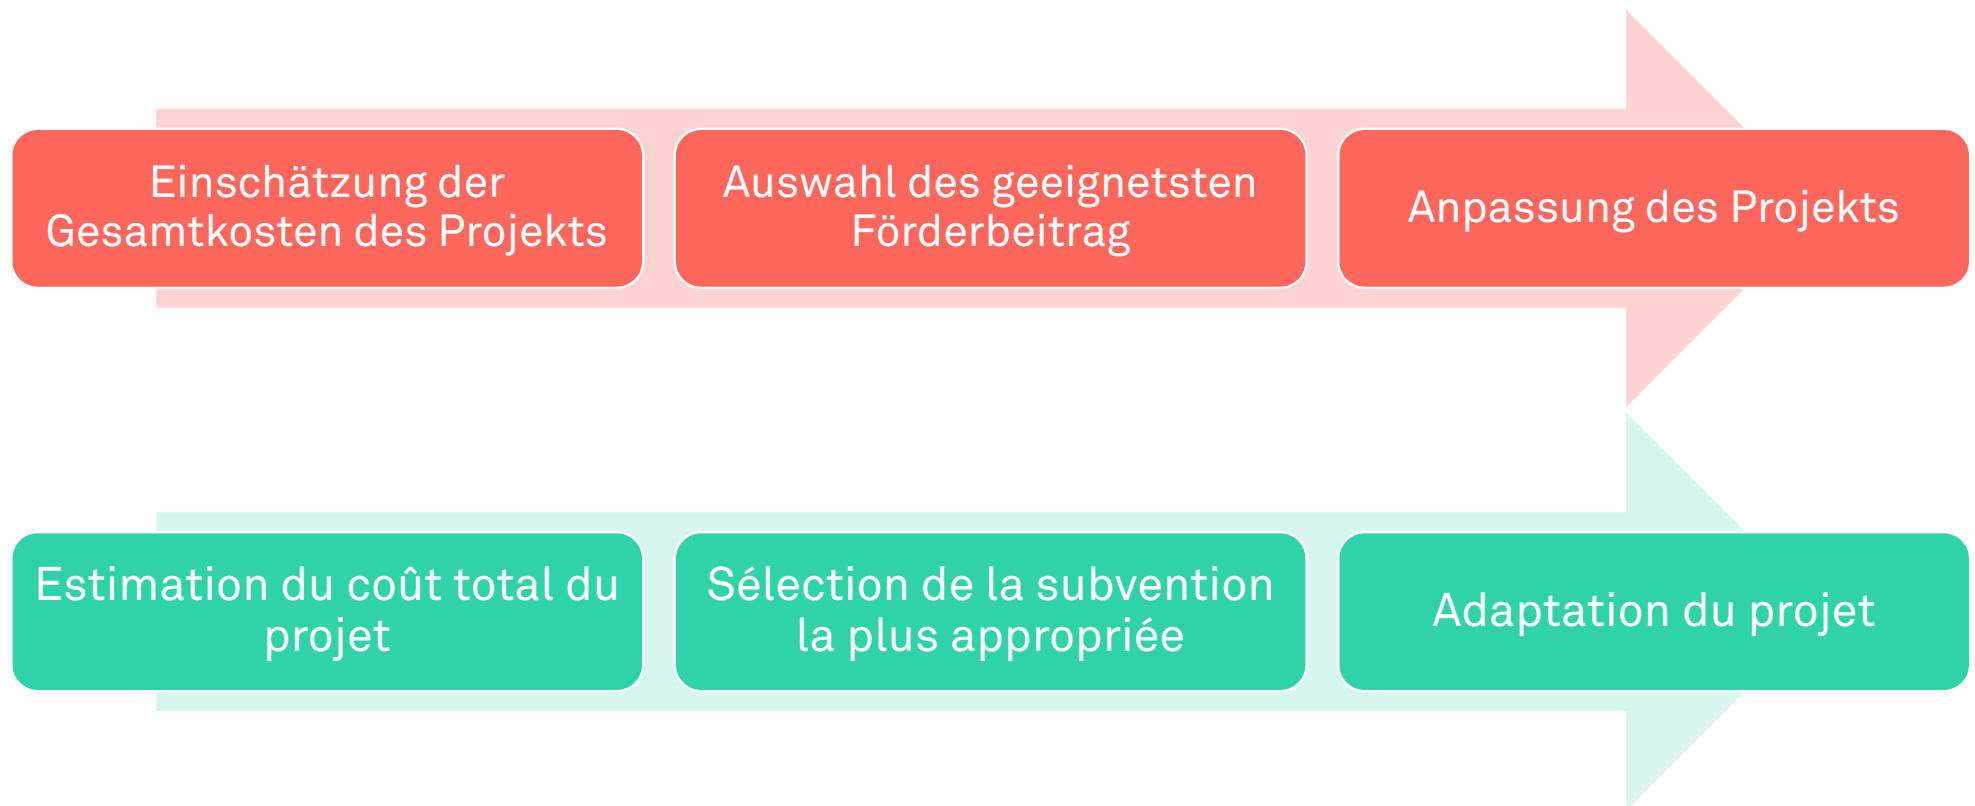 Einschätzung der
Gesamtkosten des Projekts
Auswahl des geeignetsten
Förderbeitrag
Anpassung des Projekts
Estimation du coût total du
projet
Sélection de la subvention
la plus appropriée
Adaptation du projet